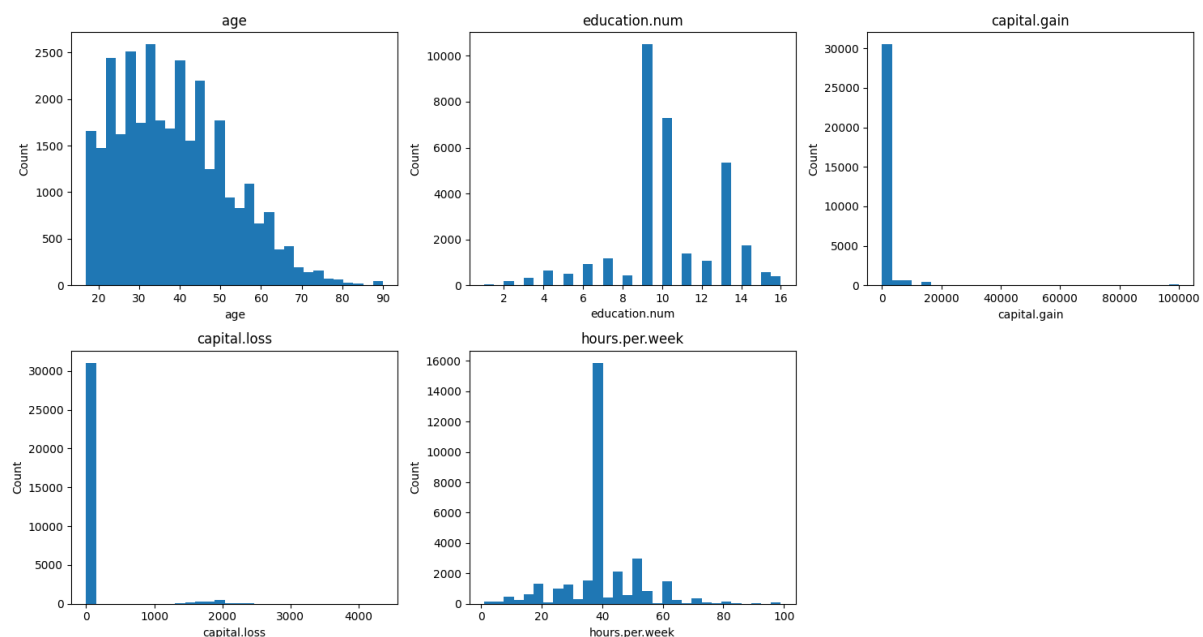 age
education.num
capital.gain
Count
2500
2000
1500
1000
500
0
20 30 40 50 60 70 80 90
age
Count
10000
8000
6000
4000
2000
0
2 4 6 8 10 12 14 16
education.num
Count
30000
25000
20000
15000
10000
5000
0
0 20000 40000 60000 80000 100000
capital.gain
capital.loss
hours.per.week
Count
30000
25000
20000
15000
10000
5000
0
0 1000 2000 3000 4000
capital.loss
Count
16000
14000
12000
10000
8000
6000
4000
2000
0
0 20 40 60 80 100
hours.per.week